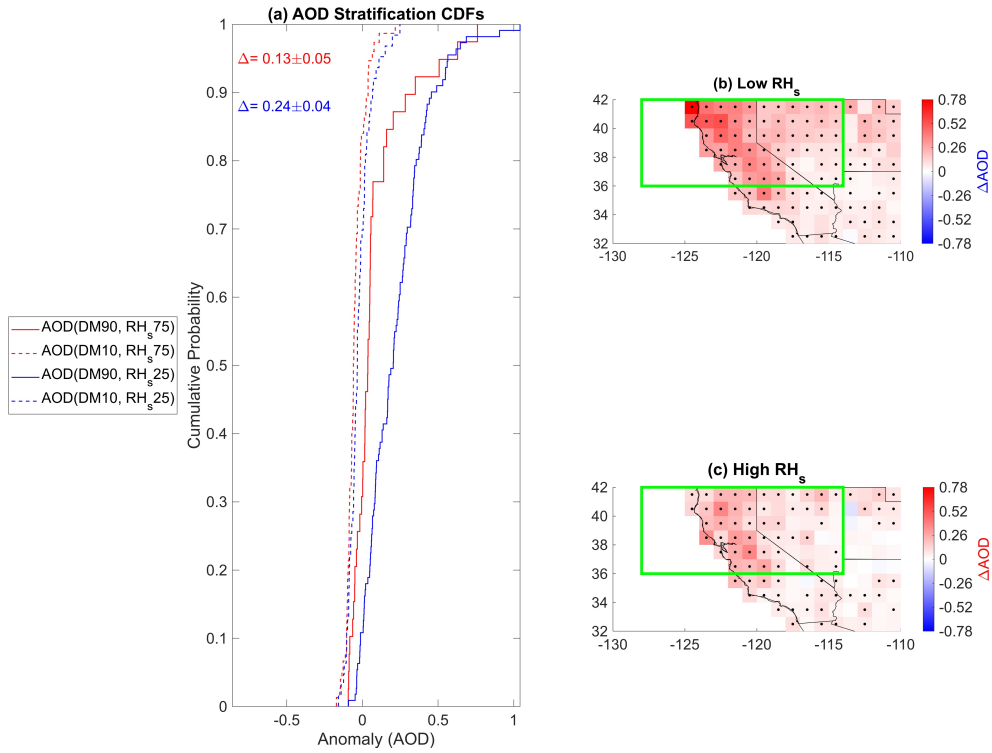 (a) AOD Stratification CDFs
Δ= 0.13±0.05
Δ= 0.24±0.04
1
0.9
0.8
0.7
0.6
0.5
0.4
0.3
0.2
0.1
0
Cumulative Probability
-0.5 0 0.5 1
Anomaly (AOD)
AOD(DM90, RHs75)
AOD(DM10, RHs75)
AOD(DM90, RHs25)
AOD(DM10, RHs25)
(b) Low RHs
42
40
38
36
34
32
-130 -125 -120 -115 -110
0.78
0.52
0.26
0
-0.26
-0.52
-0.78
ΔAOD
(c) High RHs
42
40
38
36
34
32
-130 -125 -120 -115 -110
0.78
0.52
0.26
0
-0.26
-0.52
-0.78
ΔAOD